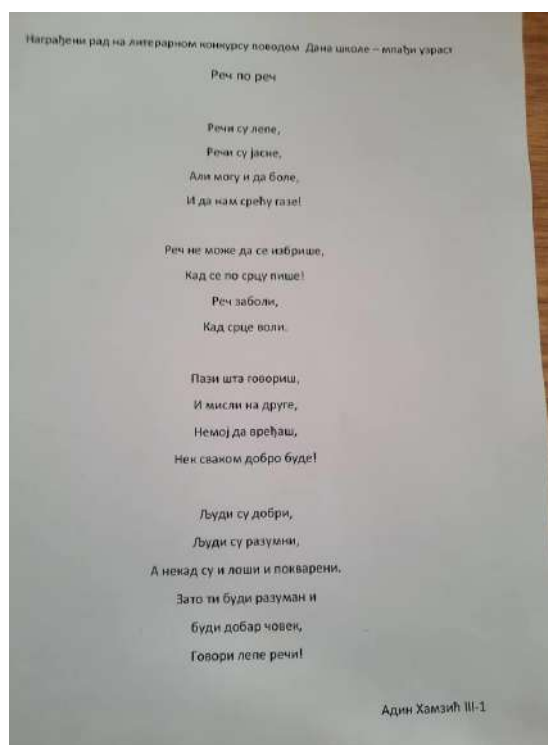 Награђени рад на литерарном конкурсу поводом Дана школе – млађи узраст
Реч по реч
Речи су лепе,
Речи су јасне,
Али могу и да боле,
И да нам срећу газе!
Реч не може да се избрише,
Кад се по срцу пише!
Реч заболи,
Кад срце воли.
Пази шта говориш,
И мисли на друге,
Немој да вређаш,
Нек сваком добро буде!
Људи су добри,
Људи су разумни,
А некад су и лоши и покварени.
Зато ти буди разуман и
буди добар човек,
Говори лепе речи!
Адин Хамзић III-1